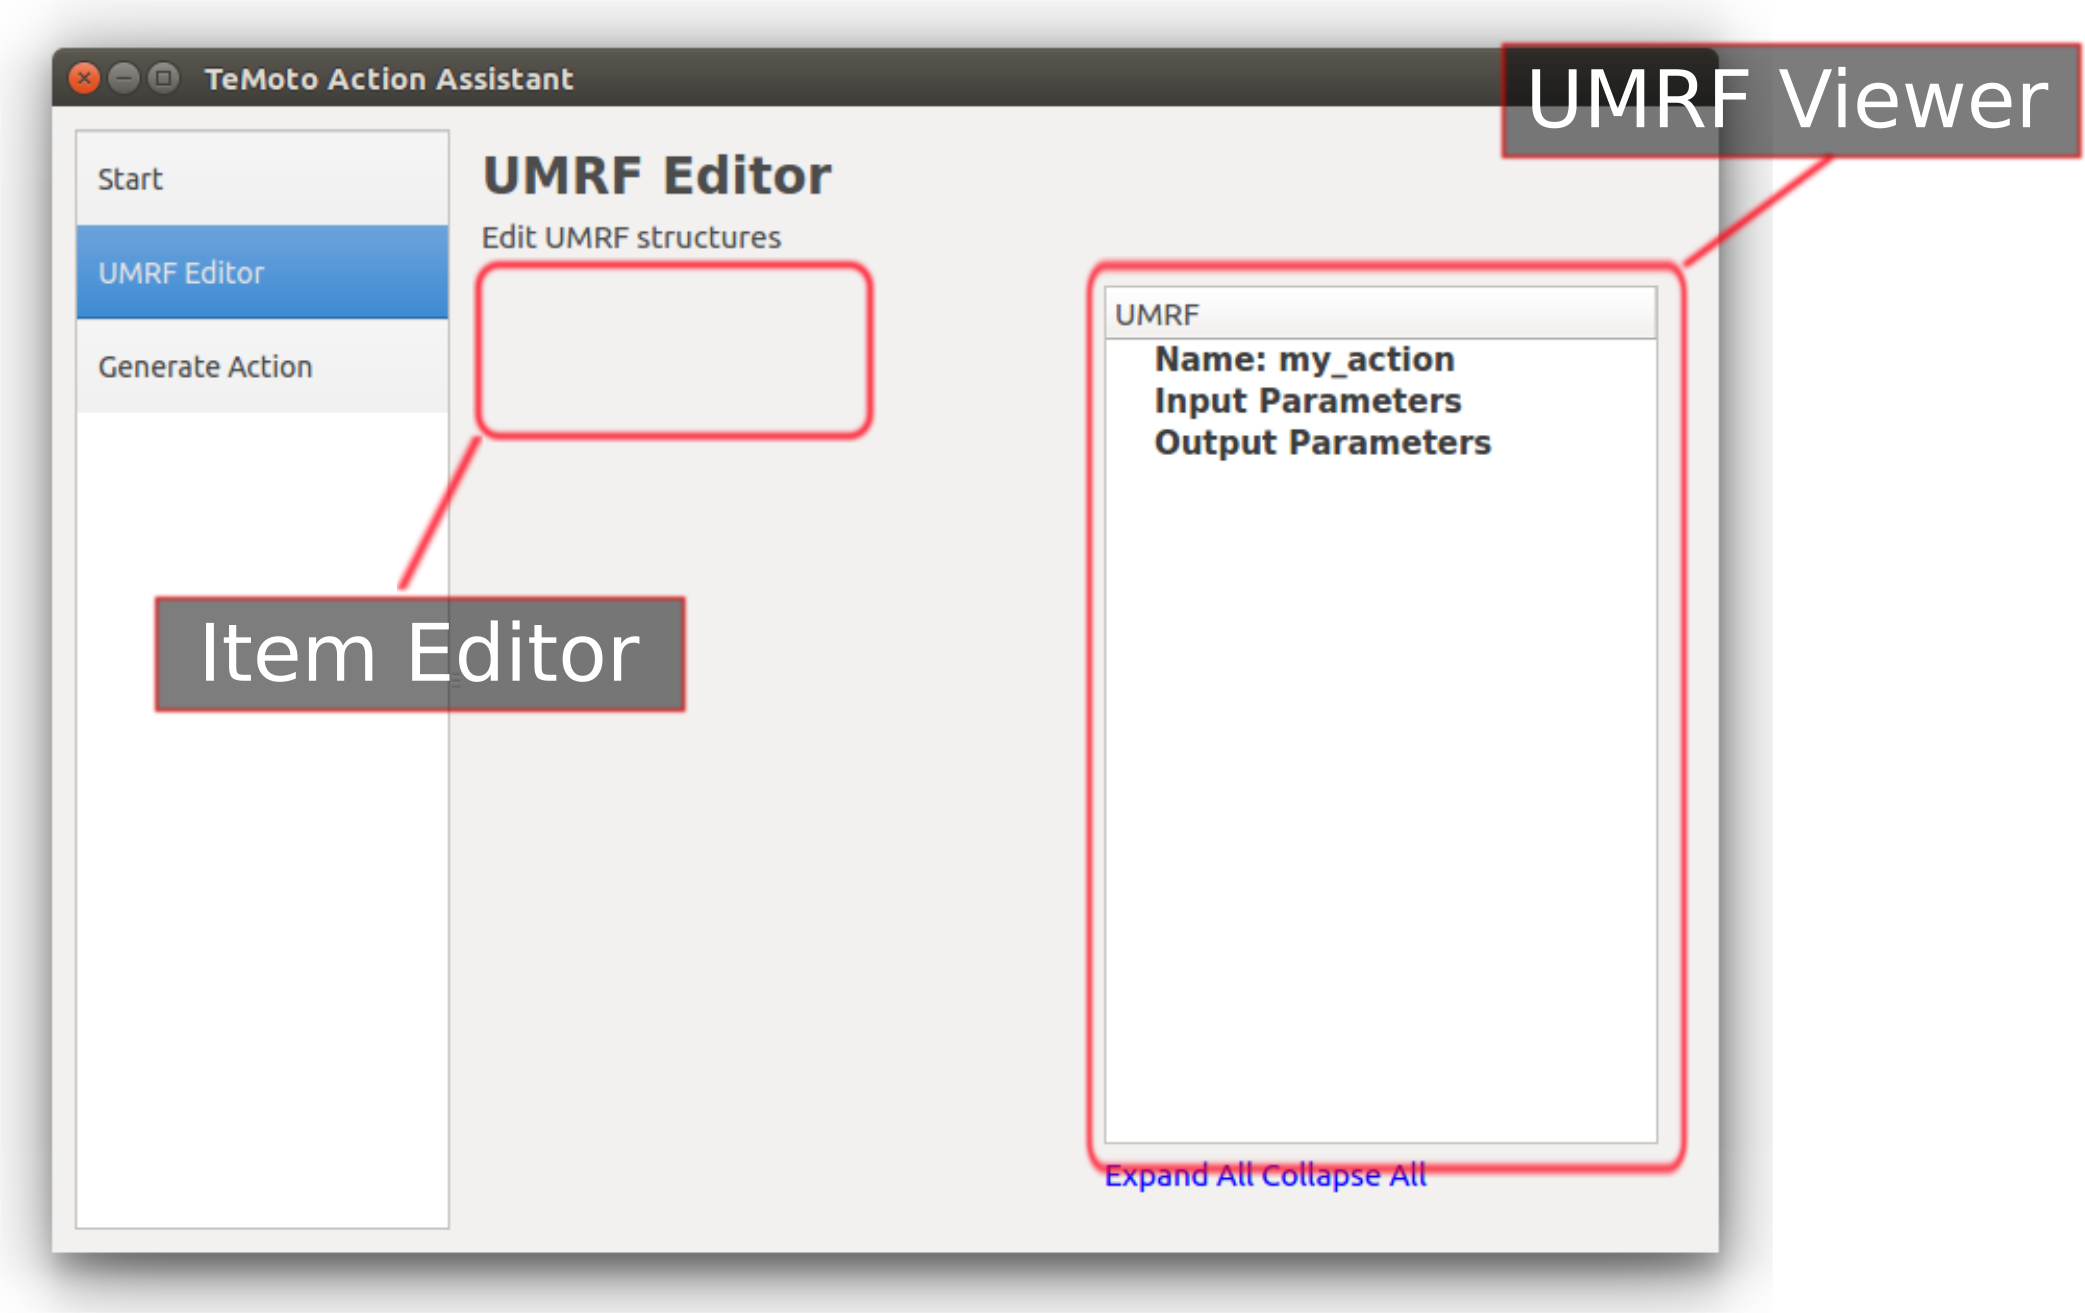 TeMoto Action Assistant
UMRF Viewer
Start
UMRF Editor
Generate Action
UMRF Editor
Edit UMRF structures
Item Editor
UMRF
Name: my_action
Input Parameters
Output Parameters
Expand All Collapse All